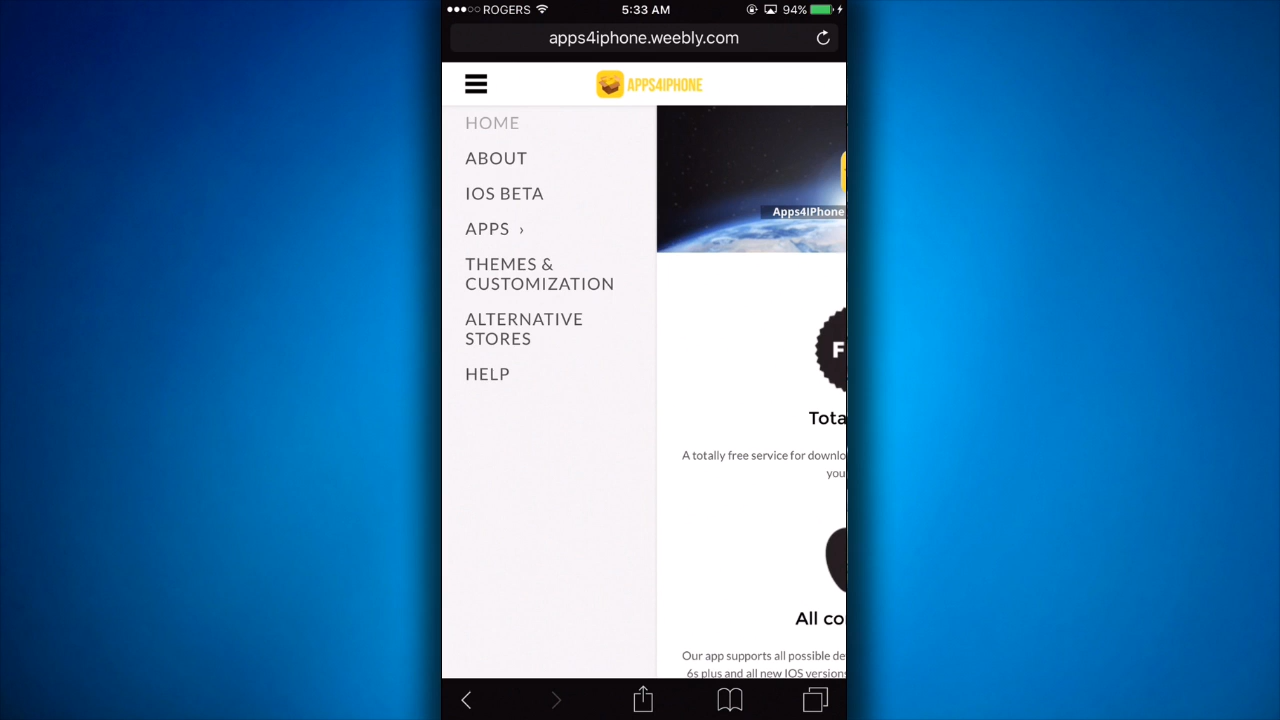 ROGERS 5:33 AM 94%
apps4iphone.weebly.com
APPS4IPHONE
HOME
ABOUT
IOS BETA
APPS ›
THEMES &
CUSTOMIZATION
ALTERNATIVE
STORES
HELP
Apps4IPhone
F
Tota
A totally free service for downlo
you
All co
Our app supports all possible de
6s plus and all new IOS versions